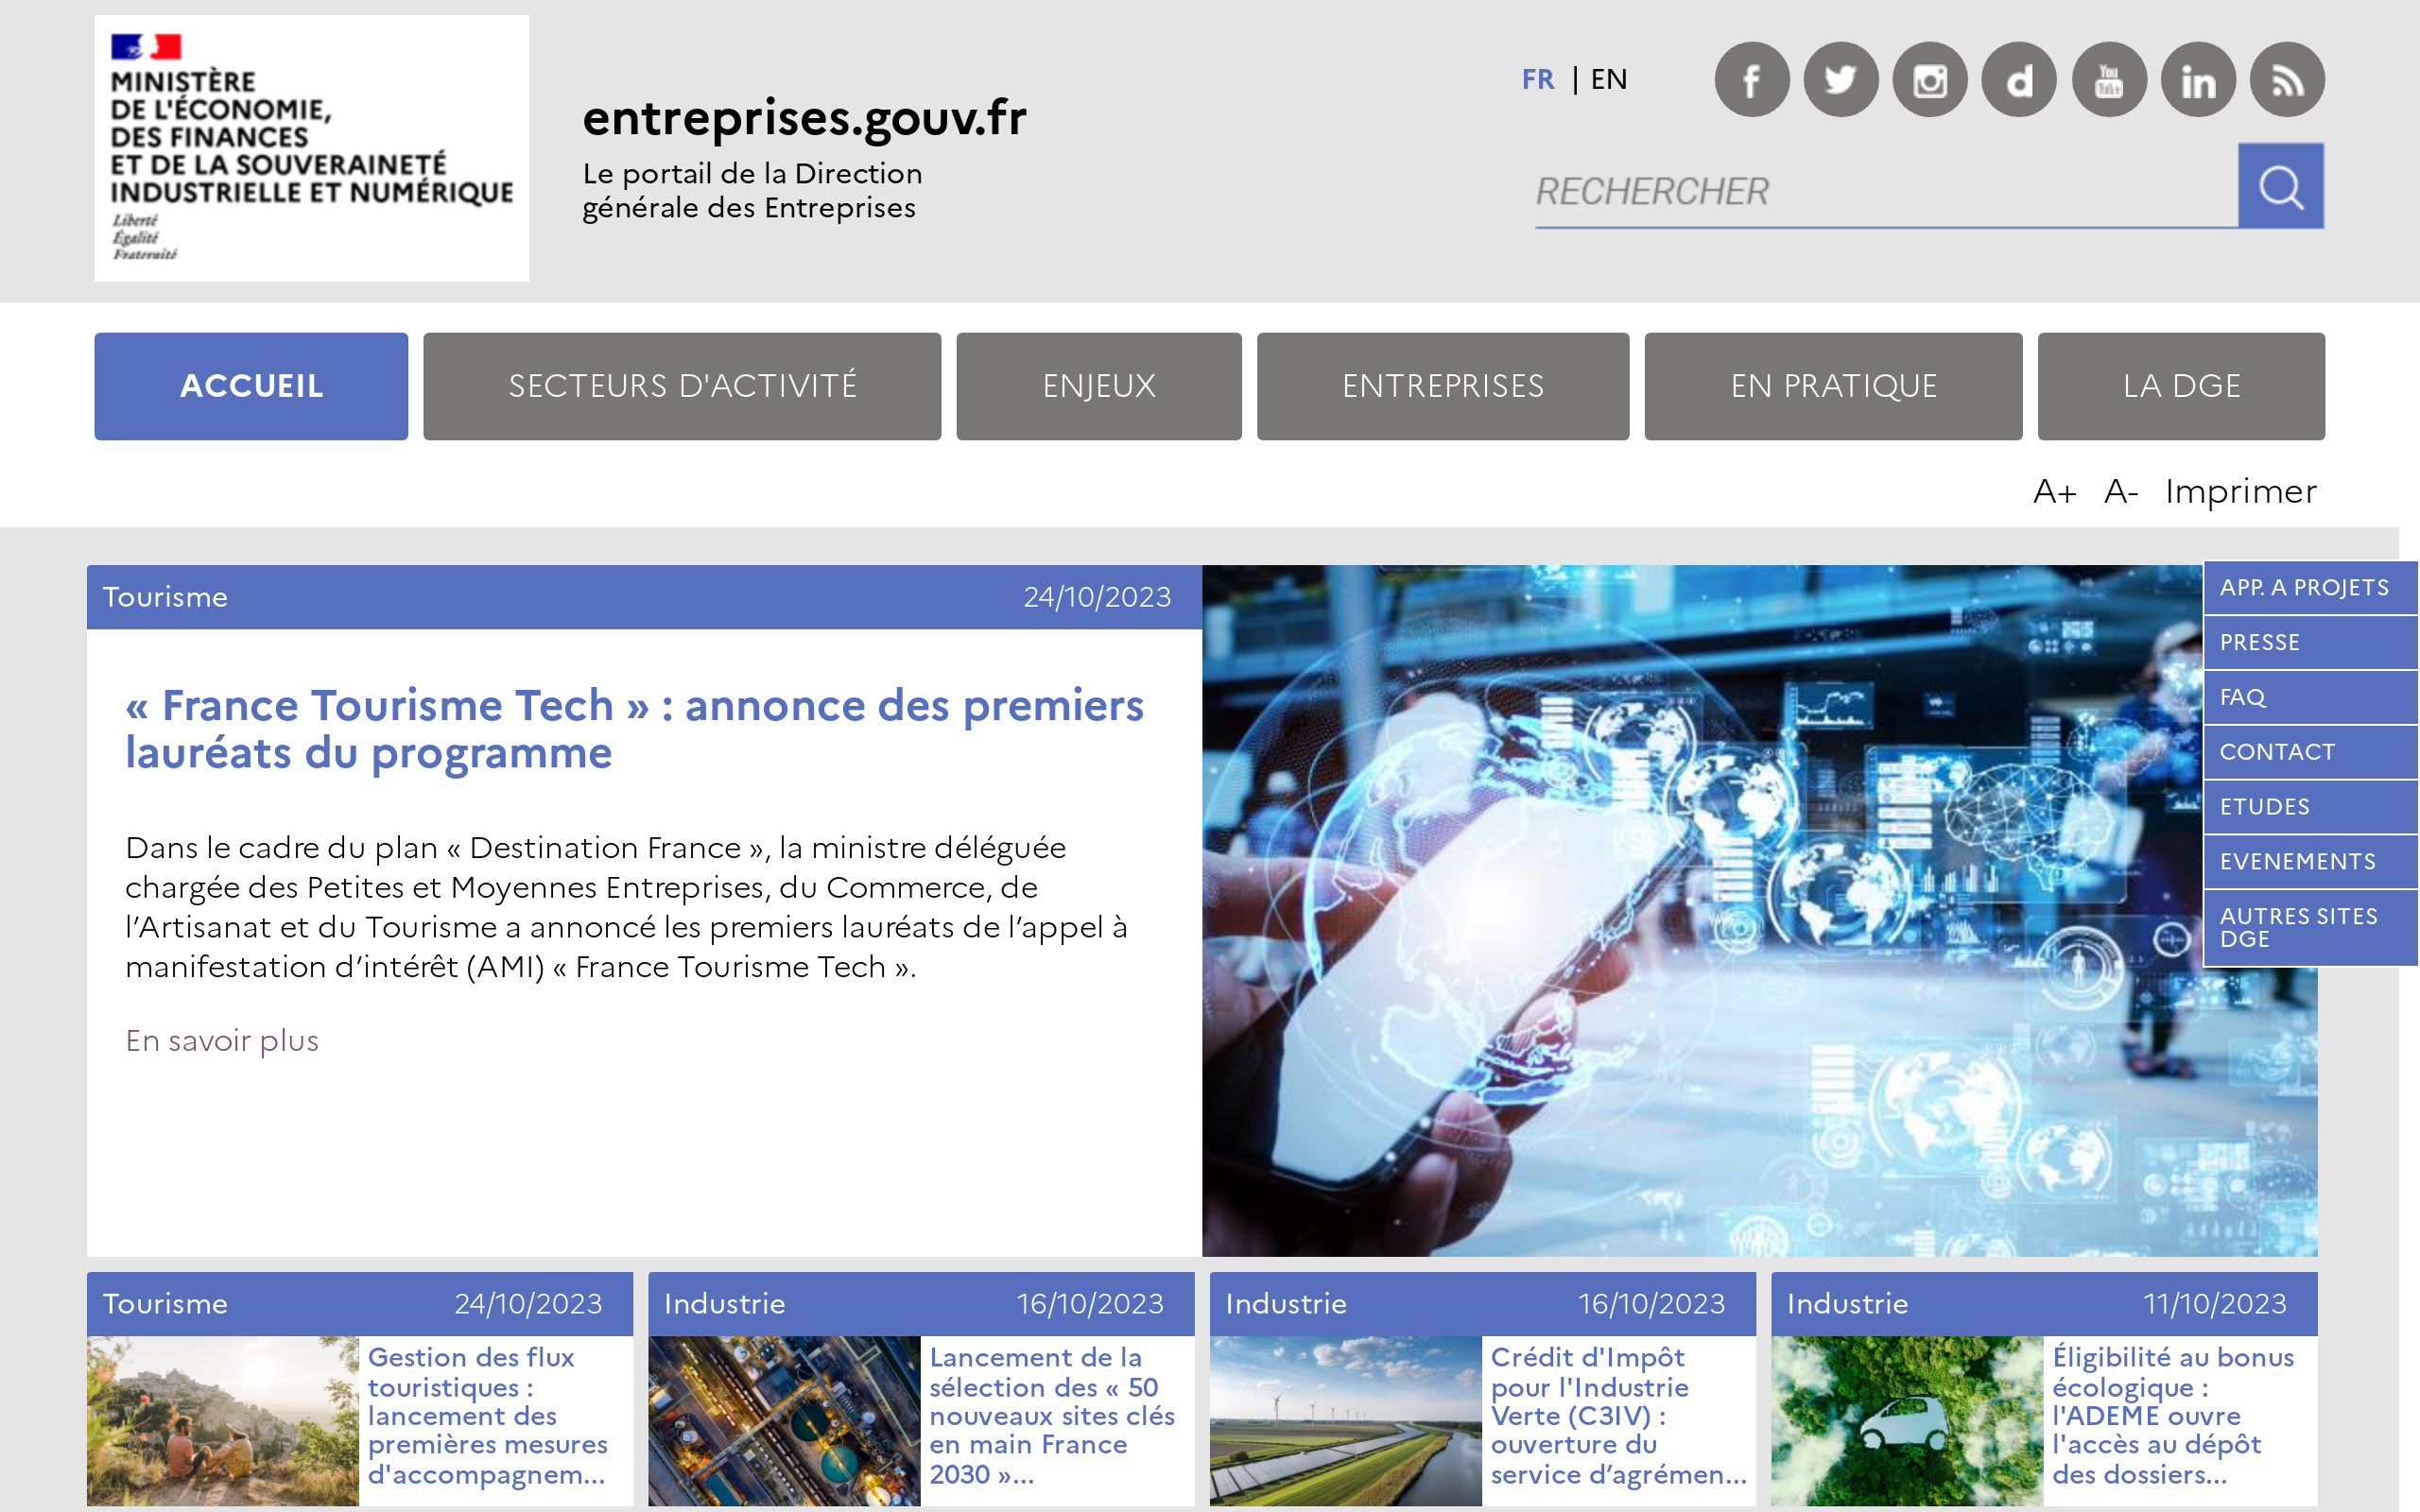 MINISTÈRE
DE L'ÉCONOMIE,
DES FINANCES
ET DE LA SOUVERAINETÉ
INDUSTRIELLE ET NUMÉRIQUE
Liberté
Égalité
Fraternité
entreprises.gouv.fr
Le portail de la Direction
générale des Entreprises
FR | EN
RECHERCHER
ACCUEIL
SECTEURS D'ACTIVITÉ
ENJEUX
ENTREPRISES
EN PRATIQUE
LA DGE
A+ A- Imprimer
Tourisme 24/10/2023
« France Tourisme Tech » : annonce des premiers
lauréats du programme
Dans le cadre du plan « Destination France », la ministre déléguée
chargée des Petites et Moyennes Entreprises, du Commerce, de
l’Artisanat et du Tourisme a annoncé les premiers lauréats de l’appel à
manifestation d’intérêt (AMI) « France Tourisme Tech ».
En savoir plus
APP. A PROJETS
PRESSE
FAQ
CONTACT
ETUDES
EVENEMENTS
AUTRES SITES
DGE
Tourisme 24/10/2023
Gestion des flux
touristiques :
lancement des
premières mesures
d'accompagnem...
Industrie 16/10/2023
Lancement de la
sélection des « 50
nouveaux sites clés
en main France
2030 »...
Industrie 16/10/2023
Crédit d'Impôt
pour l'Industrie
Verte (C3IV) :
ouverture du
service d’agrémen...
Industrie 11/10/2023
Éligibilité au bonus
écologique :
l'ADEME ouvre
l'accès au dépôt
des dossiers...